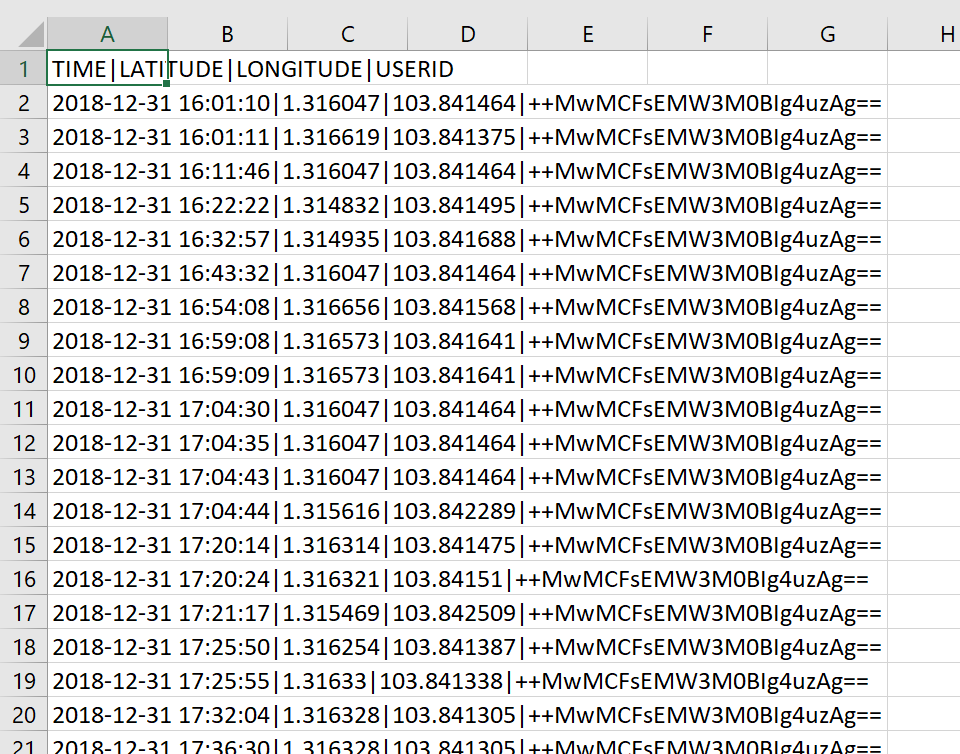 A B C D E F G H
1 TIME|LATITUDE|LONGITUDE|USERID
2 2018-12-31 16:01:10|1.316047|103.841464|++MwMCFsEMW3M0BIg4uzAg==
3 2018-12-31 16:01:11|1.316619|103.841375|++MwMCFsEMW3M0BIg4uzAg==
4 2018-12-31 16:11:46|1.316047|103.841464|++MwMCFsEMW3M0BIg4uzAg==
5 2018-12-31 16:22:22|1.314832|103.841495|++MwMCFsEMW3M0BIg4uzAg==
6 2018-12-31 16:32:57|1.314935|103.841688|++MwMCFsEMW3M0BIg4uzAg==
7 2018-12-31 16:43:32|1.316047|103.841464|++MwMCFsEMW3M0BIg4uzAg==
8 2018-12-31 16:54:08|1.316656|103.841568|++MwMCFsEMW3M0BIg4uzAg==
9 2018-12-31 16:59:08|1.316573|103.841641|++MwMCFsEMW3M0BIg4uzAg==
10 2018-12-31 16:59:09|1.316573|103.841641|++MwMCFsEMW3M0BIg4uzAg==
11 2018-12-31 17:04:30|1.316047|103.841464|++MwMCFsEMW3M0BIg4uzAg==
12 2018-12-31 17:04:35|1.316047|103.841464|++MwMCFsEMW3M0BIg4uzAg==
13 2018-12-31 17:04:43|1.316047|103.841464|++MwMCFsEMW3M0BIg4uzAg==
14 2018-12-31 17:04:44|1.315616|103.842289|++MwMCFsEMW3M0BIg4uzAg==
15 2018-12-31 17:20:14|1.316314|103.841475|++MwMCFsEMW3M0BIg4uzAg==
16 2018-12-31 17:20:24|1.316321|103.84151|++MwMCFsEMW3M0BIg4uzAg==
17 2018-12-31 17:21:17|1.315469|103.842509|++MwMCFsEMW3M0BIg4uzAg==
18 2018-12-31 17:25:50|1.316254|103.841387|++MwMCFsEMW3M0BIg4uzAg==
19 2018-12-31 17:25:55|1.31633|103.841338|++MwMCFsEMW3M0BIg4uzAg==
20 2018-12-31 17:32:04|1.316328|103.841305|++MwMCFsEMW3M0BIg4uzAg==
21 2018-12-31 17:36:30|1.316328|103.841305|++MwMCFsEMW3M0BIg4uzAg==